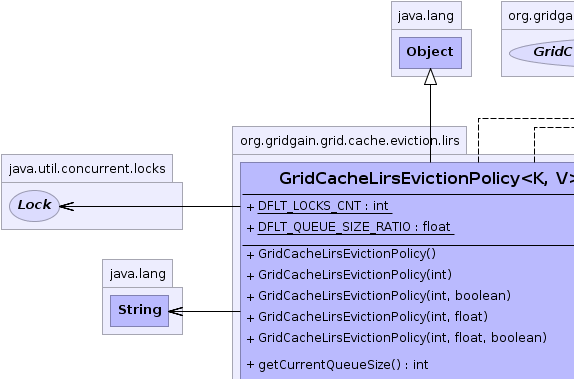 java.lang
Object
org.gridga
GridC
org.gridgain.grid.cache.eviction.lirs
java.util.concurrent.locks
Lock
java.lang
String
GridCacheLirsEvictionPolicy<K, V>
+ DFLT_LOCKS_CNT : int
+ DFLT_QUEUE_SIZE_RATIO : float
+ GridCacheLirsEvictionPolicy()
+ GridCacheLirsEvictionPolicy(int)
+ GridCacheLirsEvictionPolicy(int, boolean)
+ GridCacheLirsEvictionPolicy(int, float)
+ GridCacheLirsEvictionPolicy(int, float, boolean)
+ getCurrentQueueSize() : int